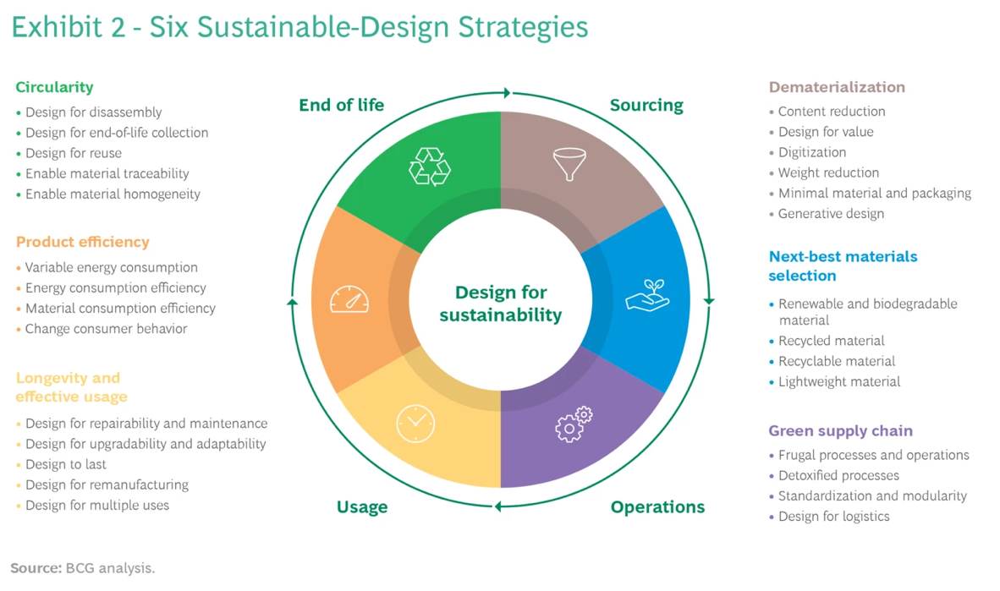 Exhibit 2 - Six Sustainable-Design Strategies
Circularity
• Design for disassembly
• Design for end-of-life collection
• Design for reuse
• Enable material traceability
• Enable material homogeneity
Product efficiency
• Variable energy consumption
• Energy consumption efficiency
• Material consumption efficiency
• Change consumer behavior
Longevity and
effective usage
• Design for repairability and maintenance
• Design for upgradability and adaptability
• Design to last
• Design for remanufacturing
• Design for multiple uses
End of life
Sourcing
Design for
sustainability
Usage
Operations
Dematerialization
• Content reduction
• Design for value
• Digitization
• Weight reduction
• Minimal material and packaging
• Generative design
Next-best materials
selection
• Renewable and biodegradable
material
• Recycled material
• Recyclable material
• Lightweight material
Green supply chain
• Frugal processes and operations
• Detoxified processes
• Standardization and modularity
• Design for logistics
Source: BCG analysis.